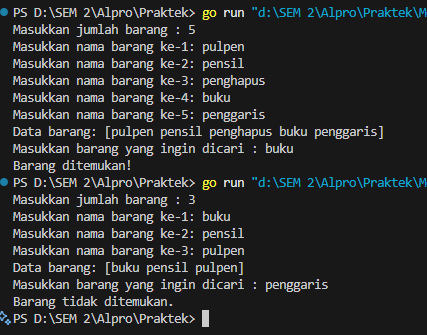 PS D:\SEM 2\Alpro\Praktek> go run "d:\SEM 2\Alpro\Praktek\M
Masukkan jumlah barang : 5
Masukkan nama barang ke-1: pulpen
Masukkan nama barang ke-2: pensil
Masukkan nama barang ke-3: penghapus
Masukkan nama barang ke-4: buku
Masukkan nama barang ke-5: penggaris
Data barang: [pulpen pensil penghapus buku penggaris]
Masukkan barang yang ingin dicari : buku
Barang ditemukan!
PS D:\SEM 2\Alpro\Praktek> go run "d:\SEM 2\Alpro\Praktek\M
Masukkan jumlah barang : 3
Masukkan nama barang ke-1: buku
Masukkan nama barang ke-2: pensil
Masukkan nama barang ke-3: pulpen
Data barang: [buku pensil pulpen]
Masukkan barang yang ingin dicari : penggaris
Barang tidak ditemukan.
PS D:\SEM 2\Alpro\Praktek>